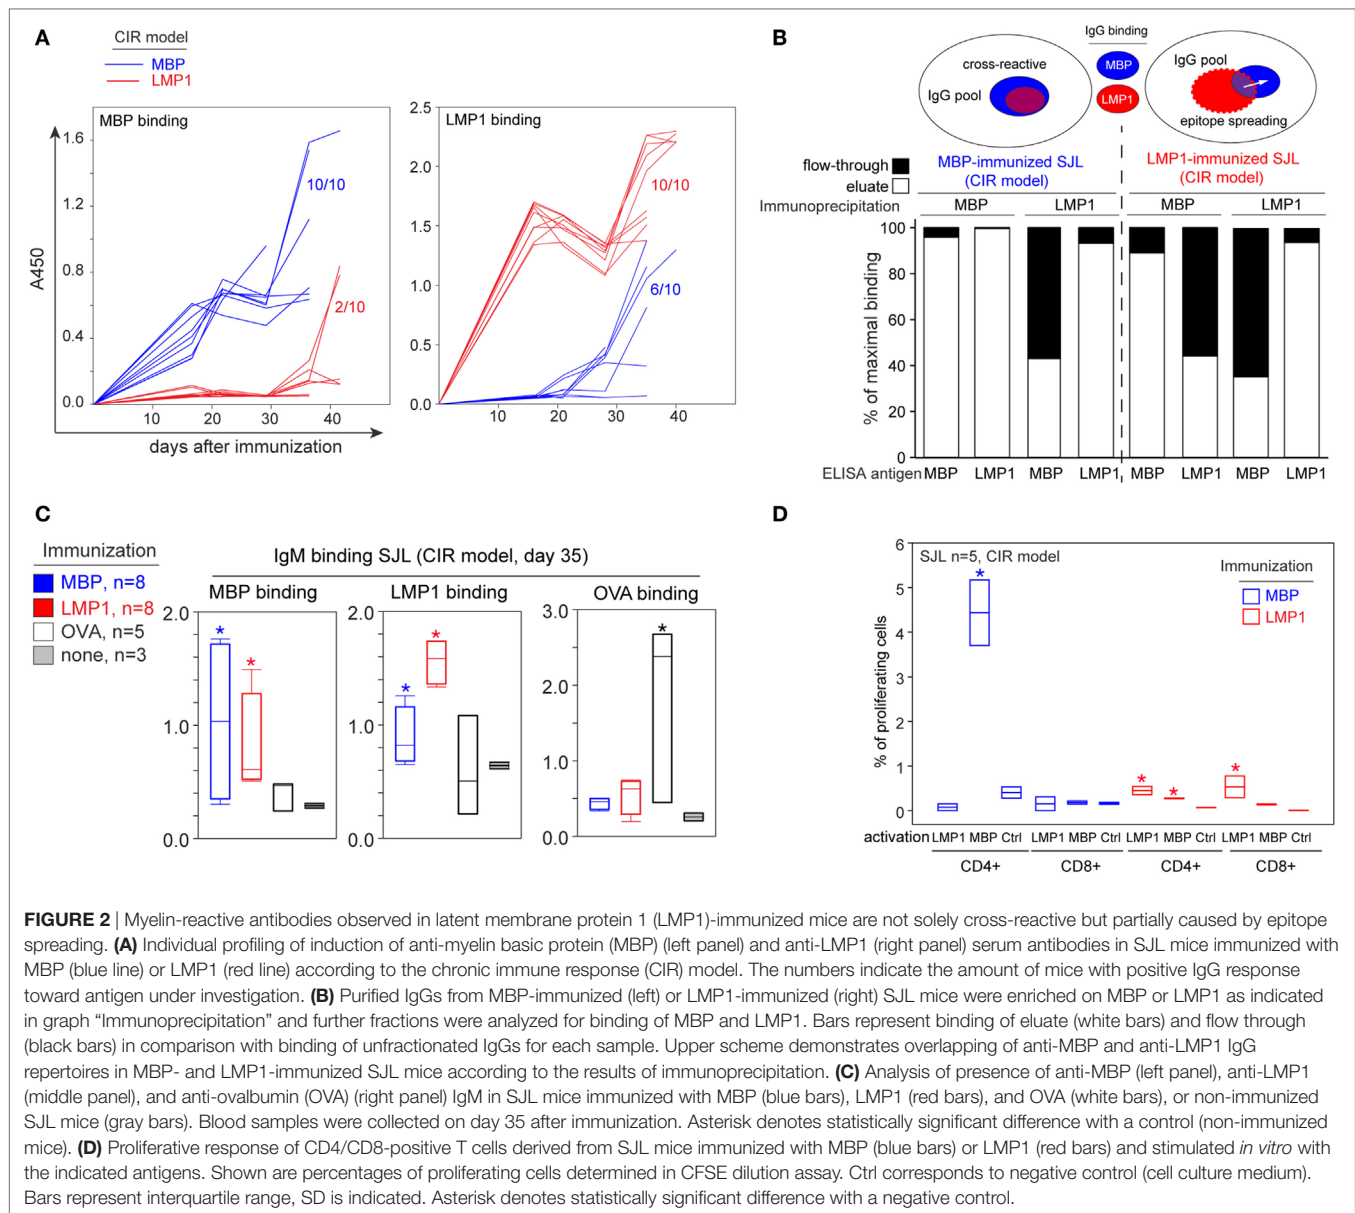 A
CIR model
MBP
LMP1
MBP binding
1.6
1.2
0.8
0.4
0.0
10/10
2/10
10
20
30
40
A450
LMP1 binding
2.5
2.0
1.5
1.0
0.5
0.0
10/10
6/10
10
20
30
40
days after immunization
B
IgG binding
cross-reactive
IgG pool
MBP
LMP1
IgG pool
epitope spreading
flow-through
eluate
MBP-immunized SJL
(CIR model)
LMP1-immunized SJL
(CIR model)
Immunoprecipitation
MBP LMP1 MBP LMP1
100
80
60
40
20
0
% of maximal binding
ELISA antigen MBP LMP1 MBP LMP1 MBP LMP1 MBP LMP1
C
Immunization
MBP, n=8
LMP1, n=8
OVA, n=5
none, n=3
IgM binding SJL (CIR model, day 35)
MBP binding
2.0
1.0
0.0
* *
LMP1 binding
2.0
1.0
0.0
* *
OVA binding
3.0
2.0
1.0
0.0
*
D
SJL n=5, CIR model
Immunization
MBP
LMP1
6
5
4
3
2
1
0
% of proliferating cells
* * * *
activation LMP1 MBP Ctrl LMP1 MBP Ctrl LMP1 MBP Ctrl LMP1 MBP Ctrl
CD4+ CD8+ CD4+ CD8+
FIGURE 2 | Myelin-reactive antibodies observed in latent membrane protein 1 (LMP1)-immunized mice are not solely cross-reactive but partially caused by epitope
spreading. (A) Individual profiling of induction of anti-myelin basic protein (MBP) (left panel) and anti-LMP1 (right panel) serum antibodies in SJL mice immunized with
MBP (blue line) or LMP1 (red line) according to the chronic immune response (CIR) model. The numbers indicate the amount of mice with positive IgG response
toward antigen under investigation. (B) Purified IgGs from MBP-immunized (left) or LMP1-immunized (right) SJL mice were enriched on MBP or LMP1 as indicated
in graph “Immunoprecipitation” and further fractions were analyzed for binding of MBP and LMP1. Bars represent binding of eluate (white bars) and flow through
(black bars) in comparison with binding of unfractionated IgGs for each sample. Upper scheme demonstrates overlapping of anti-MBP and anti-LMP1 IgG
repertoires in MBP- and LMP1-immunized SJL mice according to the results of immunoprecipitation. (C) Analysis of presence of anti-MBP (left panel), anti-LMP1
(middle panel), and anti-ovalbumin (OVA) (right panel) IgM in SJL mice immunized with MBP (blue bars), LMP1 (red bars), and OVA (white bars), or non-immunized
SJL mice (gray bars). Blood samples were collected on day 35 after immunization. Asterisk denotes statistically significant difference with a control (non-immunized
mice). (D) Proliferative response of CD4/CD8-positive T cells derived from SJL mice immunized with MBP (blue bars) or LMP1 (red bars) and stimulated in vitro with
the indicated antigens. Shown are percentages of proliferating cells determined in CFSE dilution assay. Ctrl corresponds to negative control (cell culture medium).
Bars represent interquartile range, SD is indicated. Asterisk denotes statistically significant difference with a negative control.